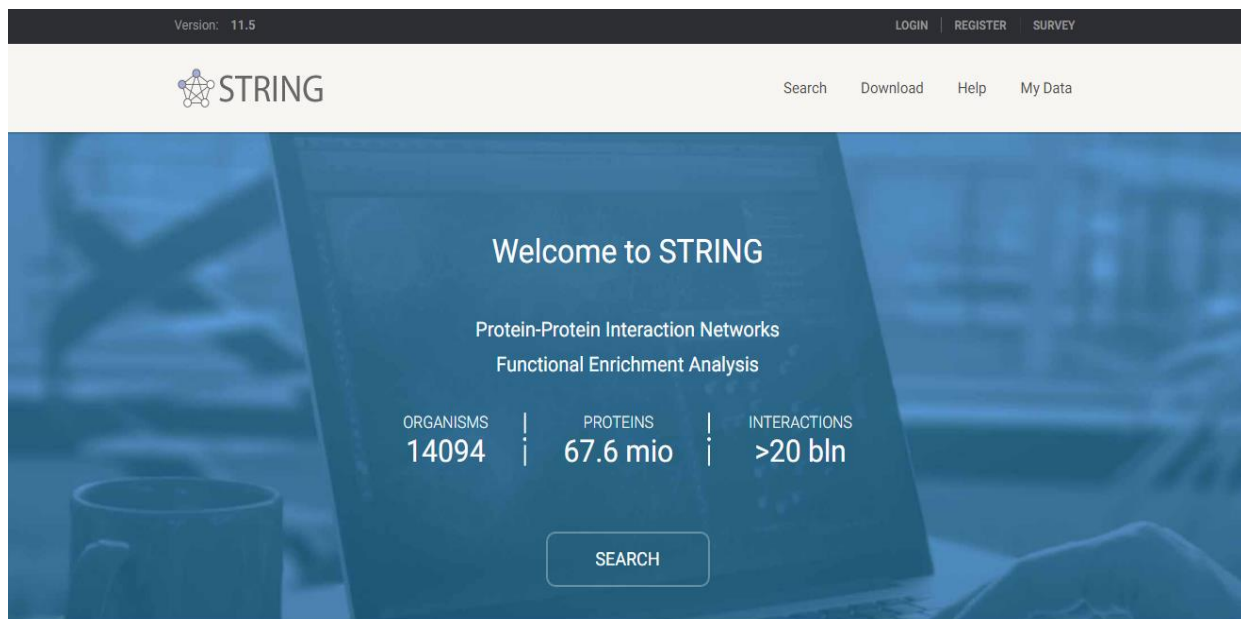 Version: 11.5 LOGIN REGISTER SURVEY
STRING Search Download Help My Data
Welcome to STRING
Protein-Protein Interaction Networks
Functional Enrichment Analysis
ORGANISMS PROTEINS INTERACTIONS
14094 67.6 mio >20 bln
SEARCH